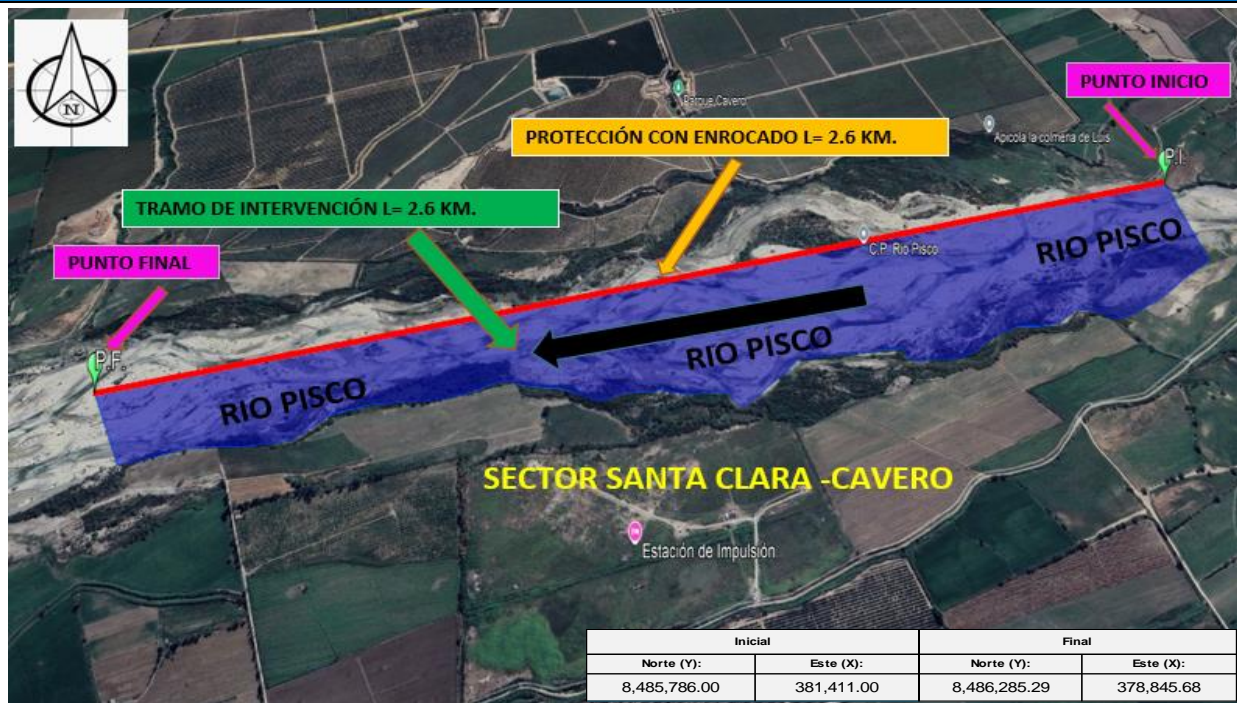 N
PUNTO INICIO
Parque Cavero
PROTECCIÓN CON ENROCADO L= 2.6 KM.
Apicola la colmena de Luis
P.I.
TRAMO DE INTERVENCIÓN L= 2.6 KM.
PUNTO FINAL
C.P. Rio Pisco
RIO PISCO
P.F.
RIO PISCO
RIO PISCO
SECTOR SANTA CLARA -CAVERO
Estación de Impulsión
Inicial Final
Norte (Y): Este (X): Norte (Y): Este (X):
8,485,786.00 381,411.00 8,486,285.29 378,845.68